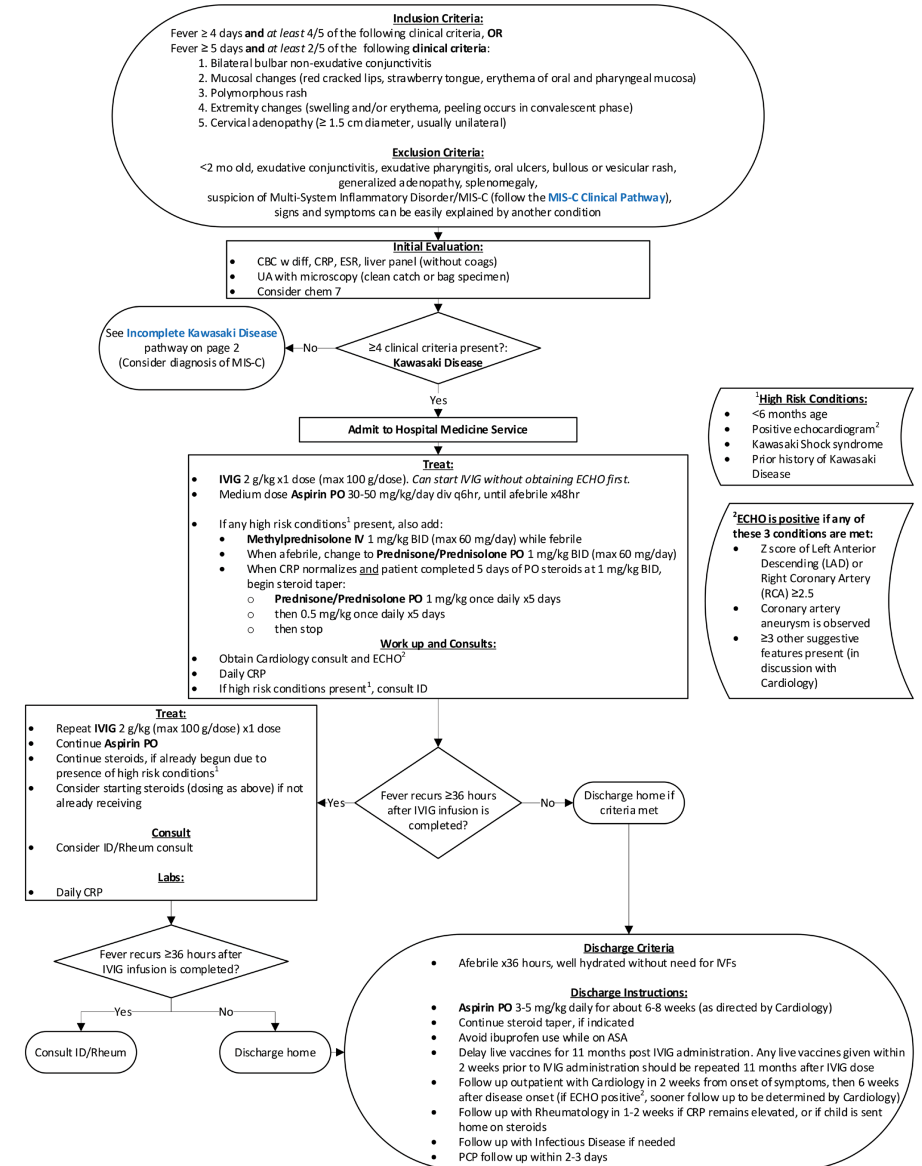 Inclusion Criteria:
Fever ≥ 4 days and at least 4/5 of the following clinical criteria, OR
Fever ≥ 5 days and at least 2/5 of the following clinical criteria:
1. Bilateral bulbar non-exudative conjunctivitis
2. Mucosal changes (red cracked lips, strawberry tongue, erythema of oral and pharyngeal mucosa)
3. Polymorphous rash
4. Extremity changes (swelling and/or erythema, peeling occurs in convalescent phase)
5. Cervical adenopathy (≥ 1.5 cm diameter, usually unilateral)
Exclusion Criteria:
<2 mo old, exudative conjunctivitis, exudative pharyngitis, oral ulcers, bullous or vesicular rash,
generalized adenopathy, splenomegaly,
suspicion of Multi-System Inflammatory Disorder/MIS-C (follow the MIS-C Clinical Pathway),
signs and symptoms can be easily explained by another condition
Initial Evaluation:
• CBC w diff, CRP, ESR, liver panel (without coags)
• UA with microscopy (clean catch or bag specimen)
• Consider chem 7
≥4 clinical criteria present?:
Kawasaki Disease
No
See Incomplete Kawasaki Disease
pathway on page 2
(Consider diagnosis of MIS-C)
Yes
Admit to Hospital Medicine Service
Treat:
• IVIG 2 g/kg x1 dose (max 100 g/dose). Can start IVIG without obtaining ECHO first.
• Medium dose Aspirin PO 30-50 mg/kg/day div q6hr, until afebrile x48hr
• If any high risk conditions¹ present, also add:
• Methylprednisolone IV 1 mg/kg BID (max 60 mg/day) while febrile
• When afebrile, change to Prednisone/Prednisolone PO 1 mg/kg BID (max 60 mg/day)
• When CRP normalizes and patient completed 5 days of PO steroids at 1 mg/kg BID,
begin steroid taper:
o Prednisone/Prednisolone PO 1 mg/kg once daily x5 days
o then 0.5 mg/kg once daily x5 days
o then stop
Work up and Consults:
• Obtain Cardiology consult and ECHO²
• Daily CRP
• If high risk conditions present¹, consult ID
¹High Risk Conditions:
• <6 months age
• Positive echocardiogram²
• Kawasaki Shock syndrome
• Prior history of Kawasaki
Disease
²ECHO is positive if any of
these 3 conditions are met:
• Z score of Left Anterior
Descending (LAD) or
Right Coronary Artery
(RCA) ≥2.5
• Coronary artery
aneurysm is observed
• ≥3 other suggestive
features present (in
discussion with
Cardiology)
Fever recurs ≥36 hours
after IVIG infusion is
completed?
Yes
No
Discharge home if
criteria met
Treat:
• Repeat IVIG 2 g/kg (max 100 g/dose) x1 dose
• Continue Aspirin PO
• Continue steroids, if already begun due to
presence of high risk conditions¹
• Consider starting steroids (dosing as above) if not
already receiving
Consult
• Consider ID/Rheum consult
Labs:
• Daily CRP
Fever recurs ≥36 hours after
IVIG infusion is completed?
Yes
No
Consult ID/Rheum
Discharge home
Discharge Criteria
• Afebrile x36 hours, well hydrated without need for IVFs
Discharge Instructions:
• Aspirin PO 3-5 mg/kg daily for about 6-8 weeks (as directed by Cardiology)
• Continue steroid taper, if indicated
• Avoid ibuprofen use while on ASA
• Delay live vaccines for 11 months post IVIG administration. Any live vaccines given within
2 weeks prior to IVIG administration should be repeated 11 months after IVIG dose
• Follow up outpatient with Cardiology in 2 weeks from onset of symptoms, then 6 weeks
after disease onset (if ECHO positive², sooner follow up to be determined by Cardiology)
• Follow up with Rheumatology in 1-2 weeks if CRP remains elevated, or if child is sent
home on steroids
• Follow up with Infectious Disease if needed
• PCP follow up within 2-3 days